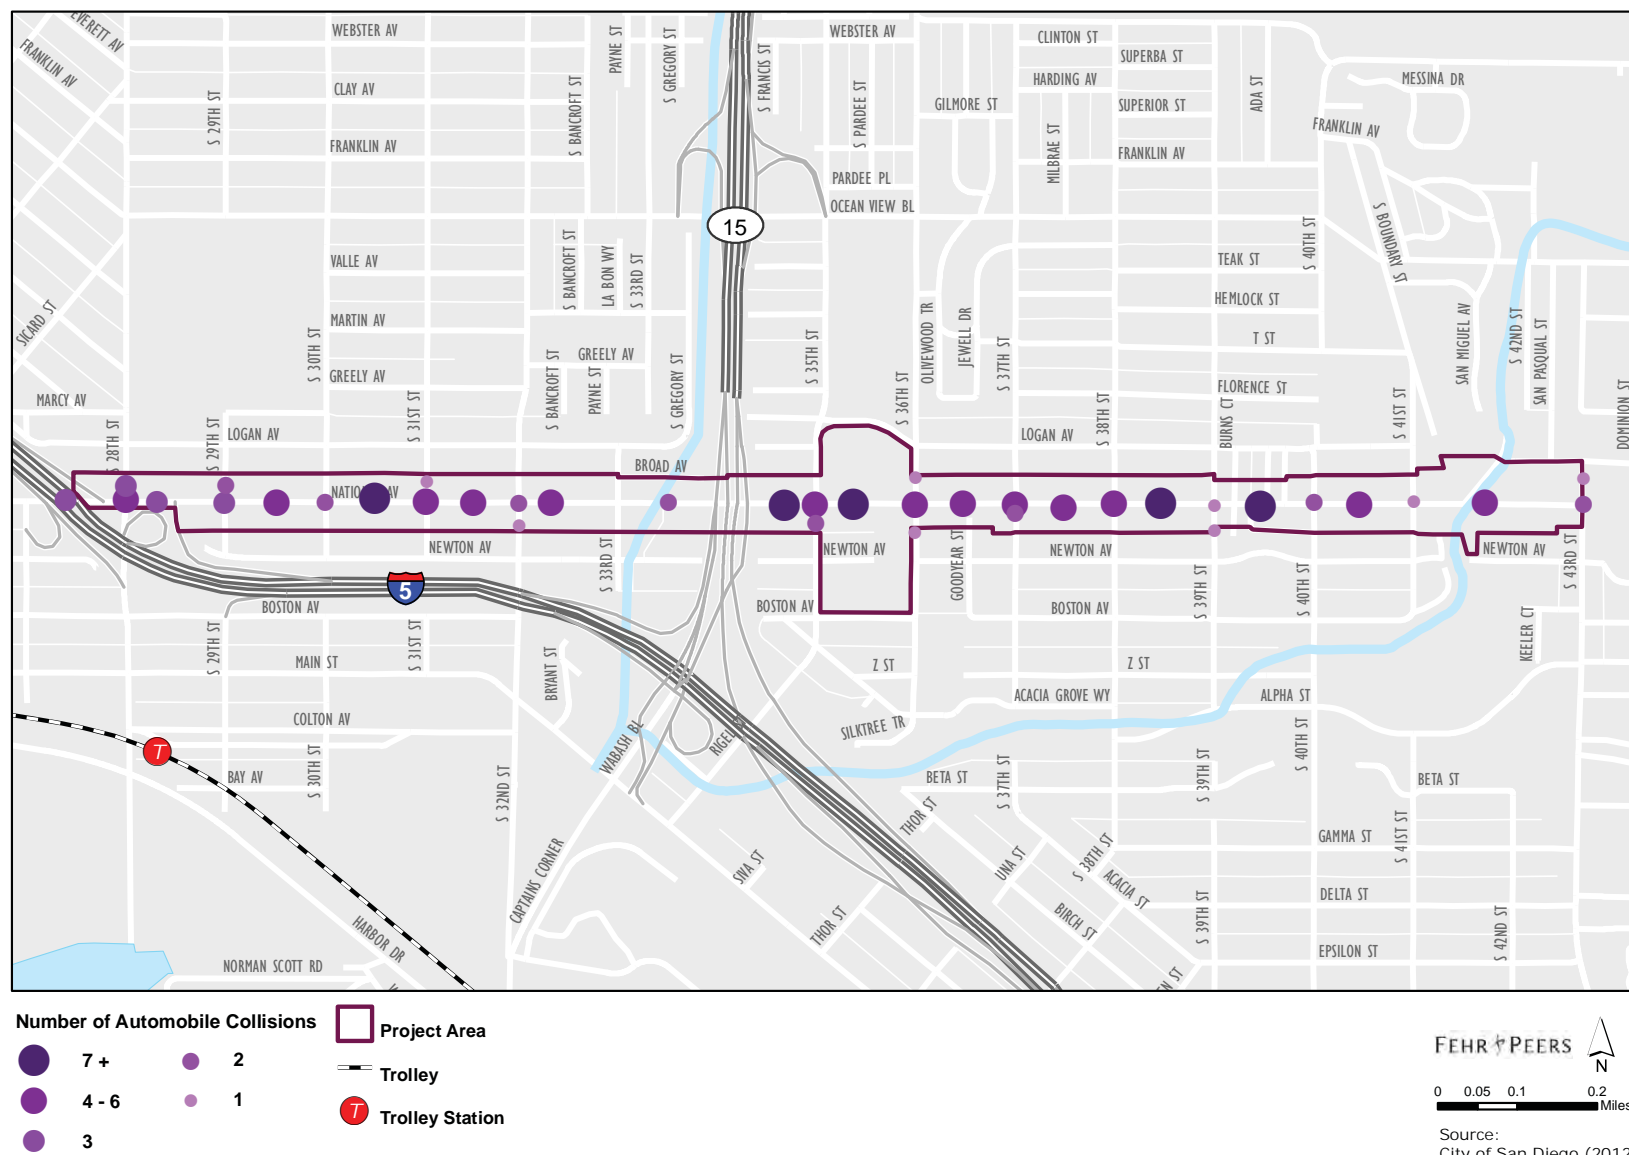 EVERETT AV
WEBSTER AV
PAYNE ST
S GREGORY ST
S FRANCIS ST
WEBSTER AV
CLINTON ST
SUPERBA ST
FRANKLIN AV
CLAY AV
S 29TH ST
S BANCROFT ST
S PARDEE ST
GILMORE ST
HARDING AV
SUPERIOR ST
ADA ST
MESSINA DR
FRANKLIN AV
FRANKLIN AV
MILBRAE ST
FRANKLIN AV
PARDEE PL
OCEAN VIEW BL
15
S BANCROFT ST
LA BON WY
S 33RD ST
VALLE AV
S 40TH ST
S BOUNDARY ST
TEAK ST
HEMLOCK ST
T ST
SICARD ST
MARTIN AV
S 30TH ST
GREELY AV
GREELY AV
S 35TH ST
OLIVEWOOD TR
JEWELL DR
S 37TH ST
SAN MIGUEL AV
S 42ND ST
SAN PASQUAL ST
DOMINION ST
MARCY AV
S 31ST ST
S BANCROFT ST
PAYNE ST
S GREGORY ST
S 36TH ST
FLORENCE ST
BURNS CT
S 38TH ST
S 41ST ST
S 28TH ST
S 29TH ST
LOGAN AV
LOGAN AV
BROAD AV
NEWTON AV
S 33RD ST
NEWTON AV
GOODYEAR ST
NEWTON AV
NEWTON AV
S 43RD ST
5
BOSTON AV
BOSTON AV
BOSTON AV
S 39TH ST
S 40TH ST
KEELER CT
S 29TH ST
MAIN ST
S 31ST ST
BRYANT ST
Z ST
Z ST
ACACIA GROVE WY
ALPHA ST
COLTON AV
WABASH BL
SILKTREE TR
T
S 30TH ST
BAY AV
S 32ND ST
BETA ST
S 37TH ST
S 39TH ST
S 40TH ST
BETA ST
THOR ST
GAMMA ST
S 41ST ST
CAPTAINS CORNER
SIVA ST
UNA ST
S 38TH ST
ACACIA ST
DELTA ST
HARBOR DR
THOR ST
BIRCH ST
S 39TH ST
S 42ND ST
EPSILON ST
NORMAN SCOTT RD
Number of Automobile Collisions
7 +
4 - 6
3
2
1
Project Area
Trolley
T
Trolley Station
FEHR & PEERS
N
0 0.05 0.1 0.2
Miles
Source:
City of San Diego (2012